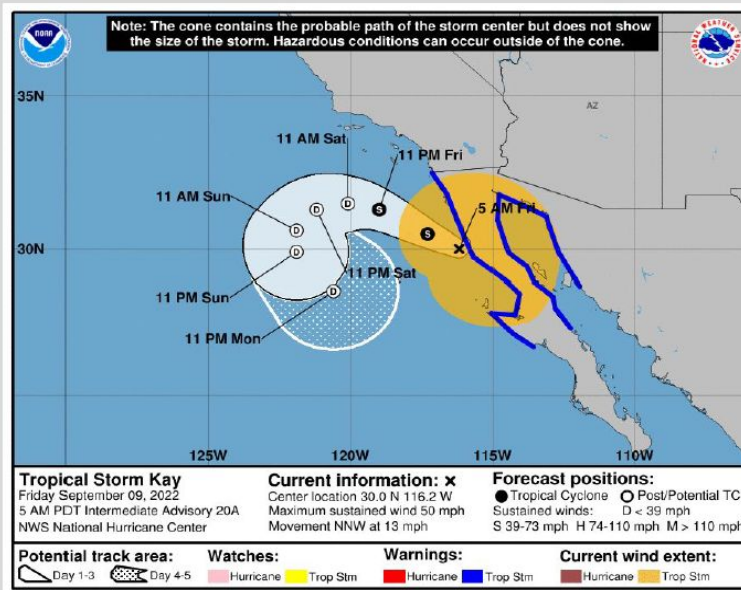 Note: The cone contains the probable path of the storm center but does not show
the size of the storm. Hazardous conditions can occur outside of the cone.
NOAA
NATIONAL WEATHER SERVICE
35N
AZ
11 AM Sat
11 PM Fri
11 AM Sun
5 AM Fri
S
D
D
S
D
30N
D
11 PM Sat
11 PM Sun
D
11 PM Mon
125W
120W
115W
110W
Tropical Storm Kay
Friday September 09, 2022
5 AM PDT Intermediate Advisory 20A
NWS National Hurricane Center
Current information: ×
Center location 30.0 N 116.2 W
Maximum sustained wind 50 mph
Movement NNW at 13 mph
Forecast positions:
● Tropical Cyclone ○ Post/Potential TC
Sustained winds: D < 39 mph
S 39-73 mph H 74-110 mph M > 110 mph
Potential track area:
Day 1-3 Day 4-5
Watches:
Hurricane Trop Stm
Warnings:
Hurricane Trop Stm
Current wind extent:
Hurricane Trop Stm